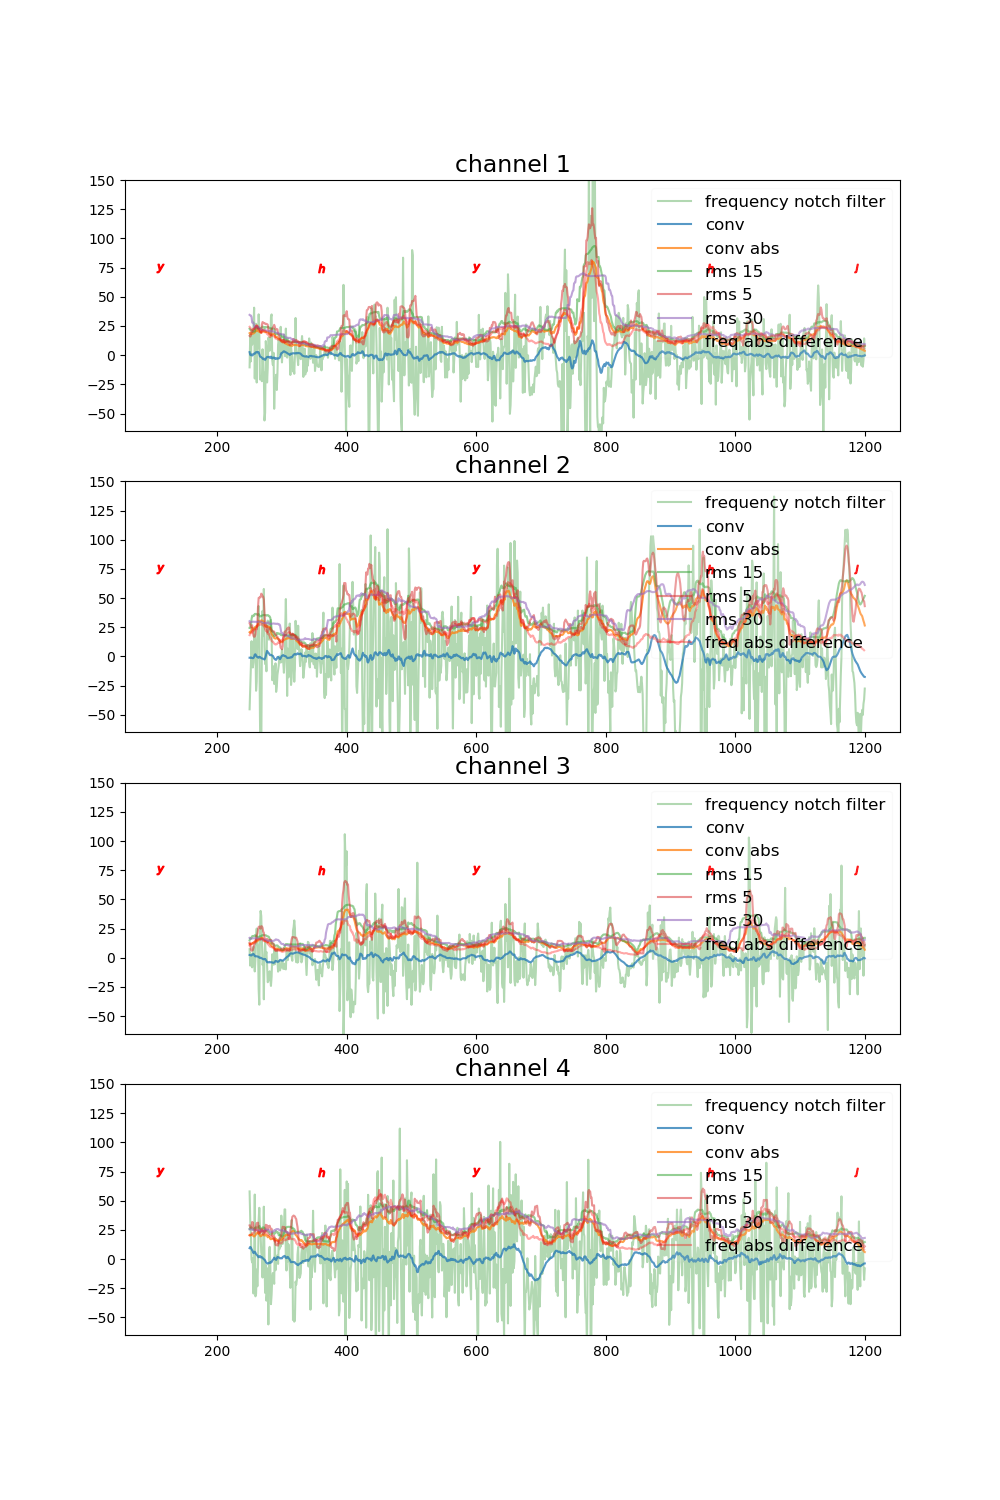 channel 1
150
125
100
75
50
25
0
−25
−50
y h y h J
frequency notch filter
conv
conv abs
rms 15
rms 5
rms 30
freq abs difference
200 400 600 800 1000 1200
channel 2
150
125
100
75
50
25
0
−25
−50
y h y h J
frequency notch filter
conv
conv abs
rms 15
rms 5
rms 30
freq abs difference
200 400 600 800 1000 1200
channel 3
150
125
100
75
50
25
0
−25
−50
y h y h J
frequency notch filter
conv
conv abs
rms 15
rms 5
rms 30
freq abs difference
200 400 600 800 1000 1200
channel 4
150
125
100
75
50
25
0
−25
−50
y h y h J
frequency notch filter
conv
conv abs
rms 15
rms 5
rms 30
freq abs difference
200 400 600 800 1000 1200